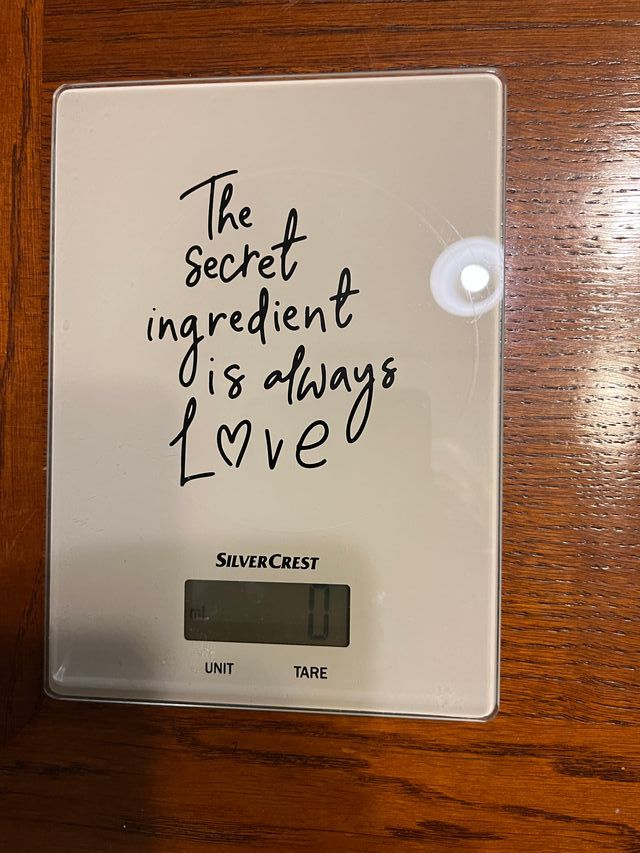 The
secret
ingredient
is always
Love
SILVERCREST
mL 0
UNIT TARE